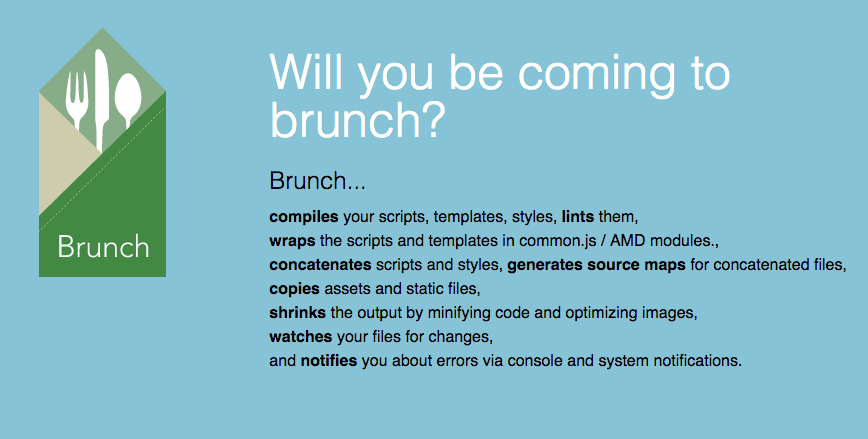 Will you be coming to
brunch?
Brunch
Brunch...
compiles your scripts, templates, styles, lints them,
wraps the scripts and templates in common.js / AMD modules.,
concatenates scripts and styles, generates source maps for concatenated files,
copies assets and static files,
shrinks the output by minifying code and optimizing images,
watches your files for changes,
and notifies you about errors via console and system notifications.